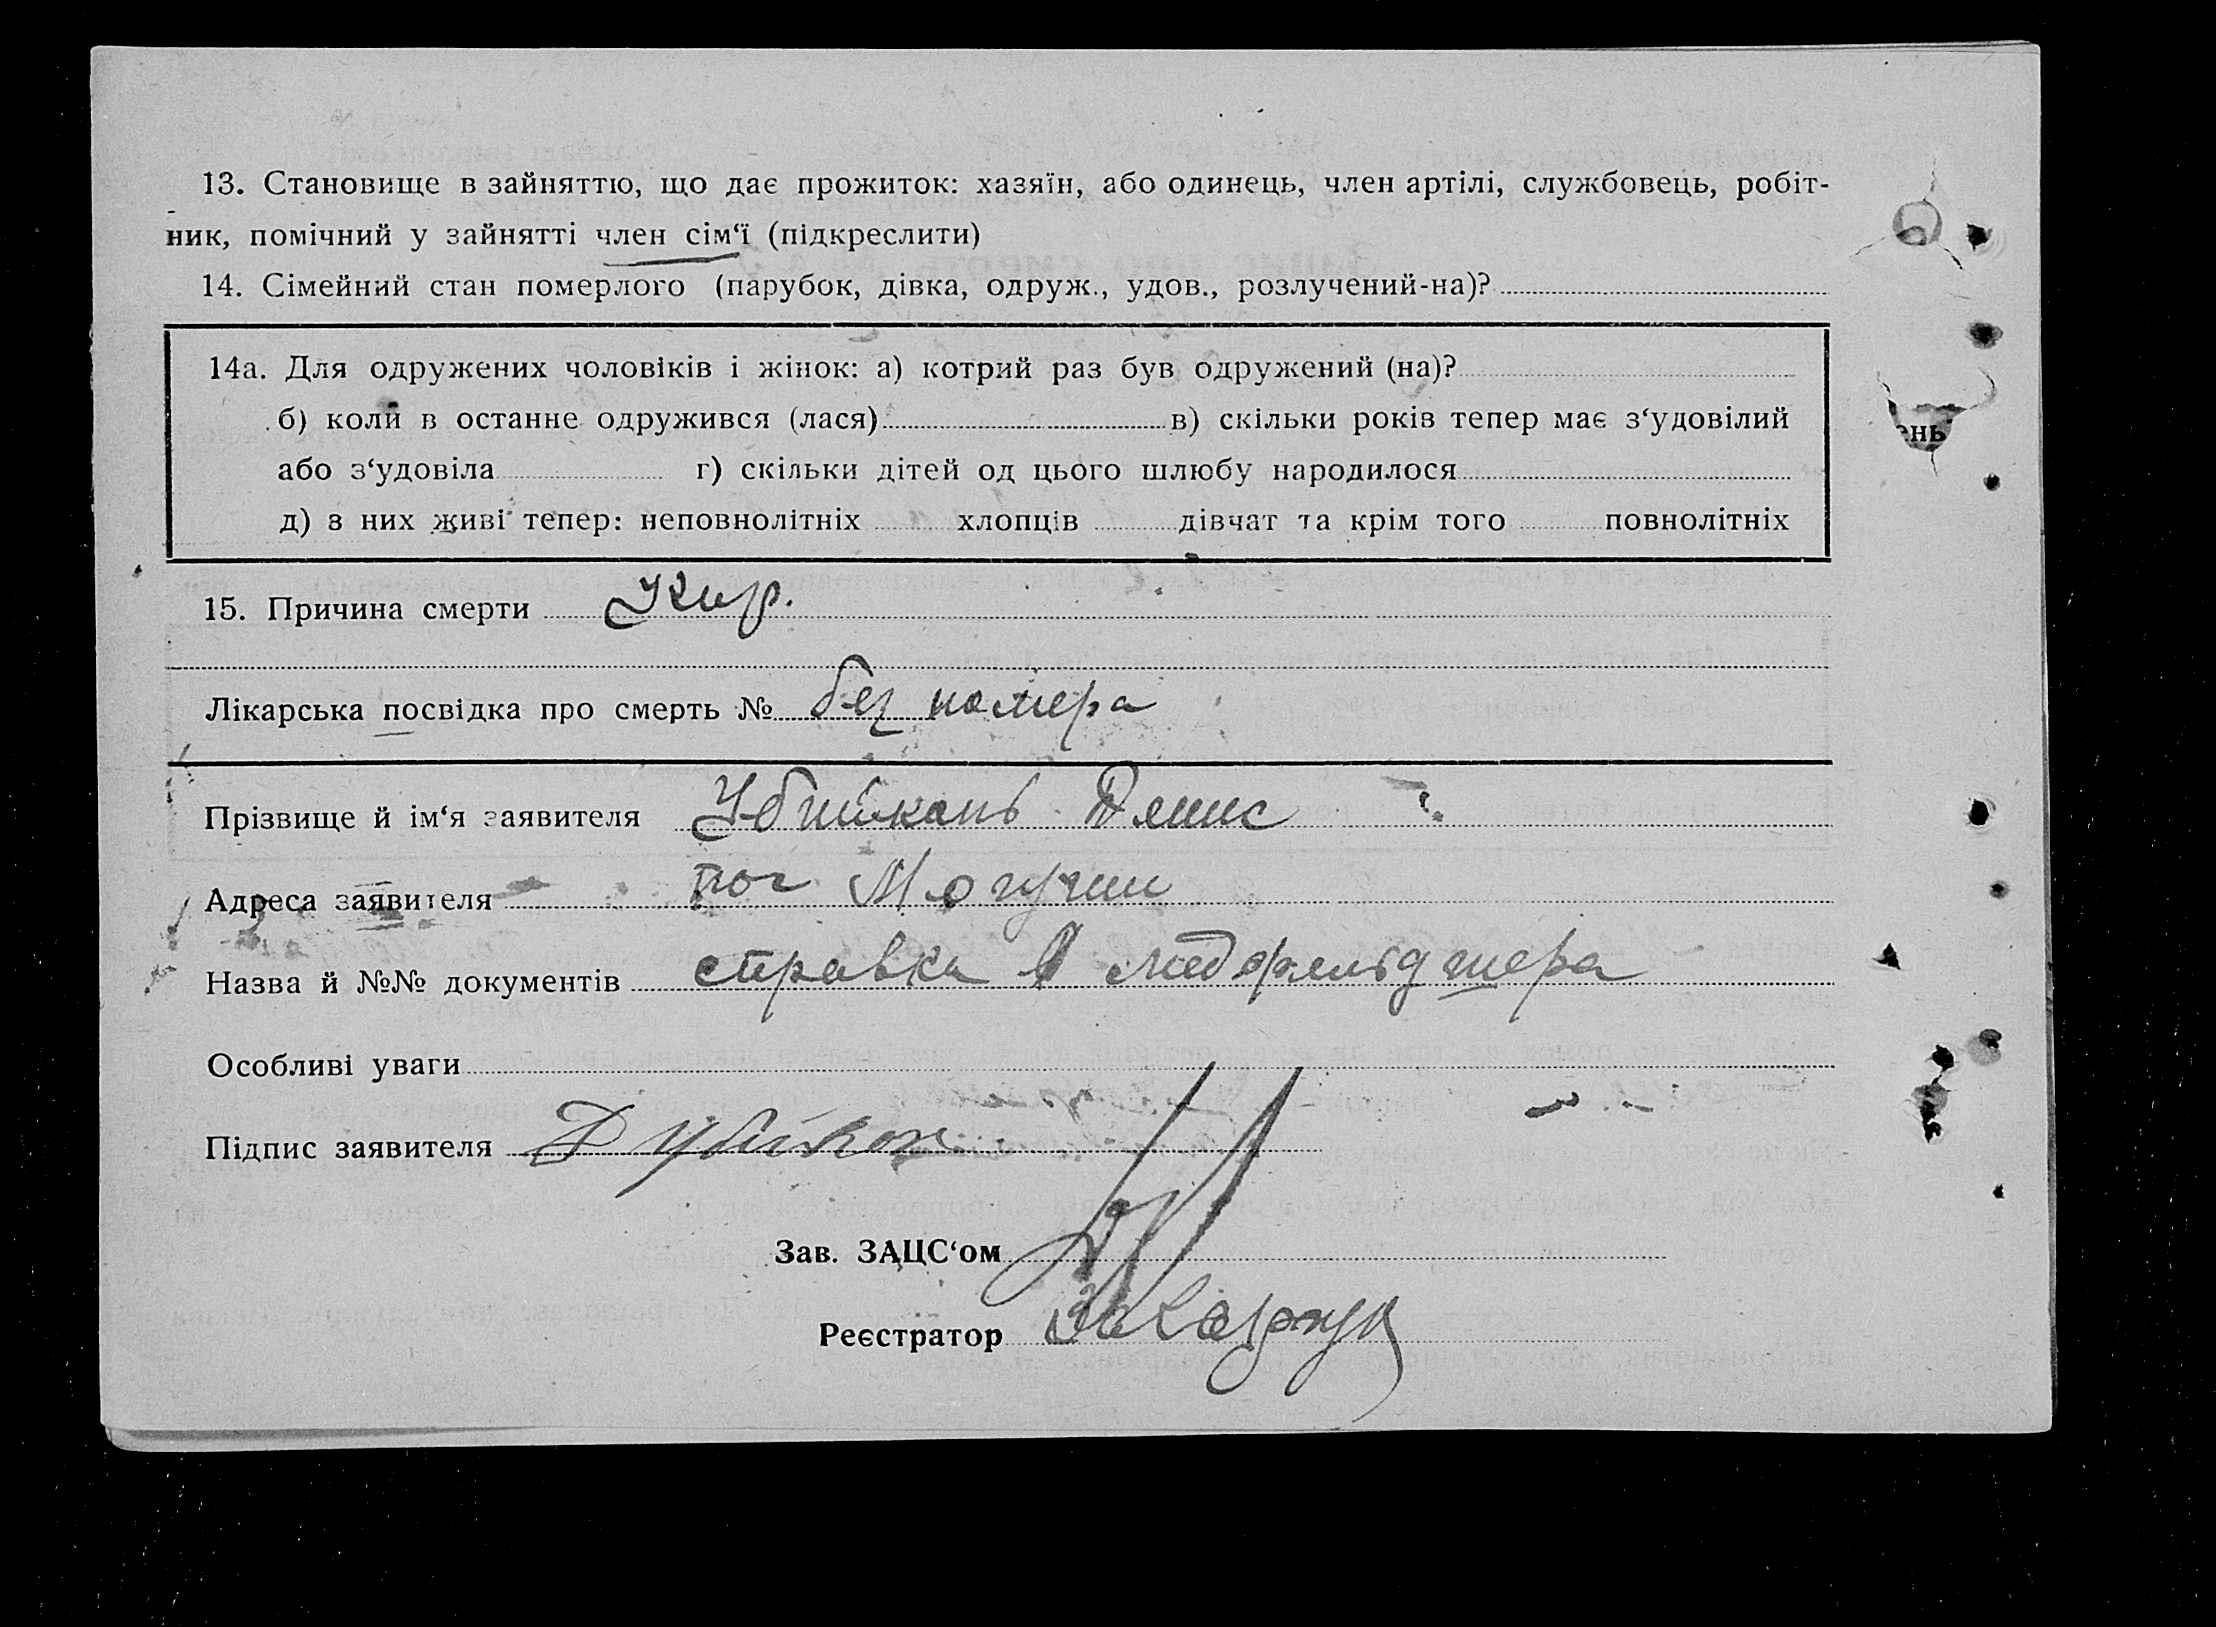 13. Становище в зайняттю, що дає прожиток: хазяїн, або одинець, член артілі, службовець, робіт-
ник, помічний у зайнятті член сім‘ї (підкреслити)
14. Сімейний стан померлого (парубок, дівка, одруж., удов., розлучений-на)?
14а. Для одружених чоловіків і жінок: а) котрий раз був одружений (на)?
б) коли в останнє одружився (лася) в) скільки років тепер має з‘удовілий
або з‘удовіла г) скільки дітей од цього шлюбу народилося
д) з них живі тепер: неповнолітніх хлопців дівчат та крім того повнолітніх
ень
15. Причина смерти Кир.
Лікарська посвідка про смерть № без номера
Прізвище й ім‘я заявителя Убийкань Денис
Адреса заявителя
Назва й №№ документів справка
Особливі уваги
Підпис заявителя
Зав. ЗАЦС‘ом
Реєстратор